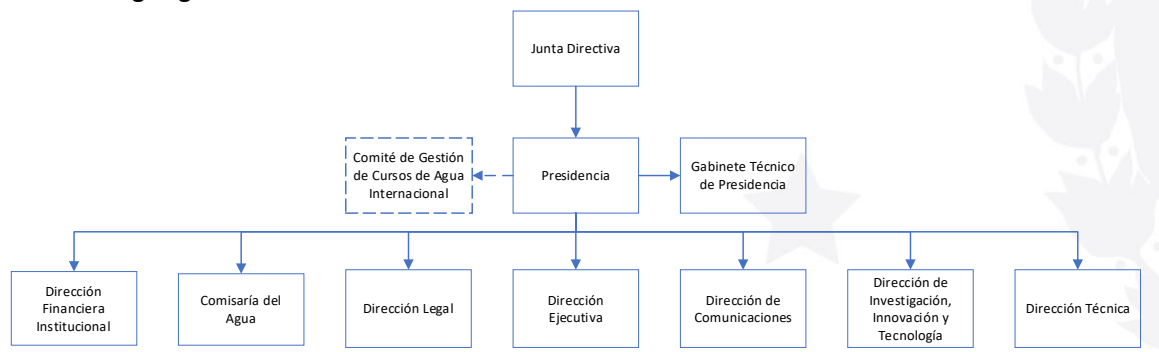 Junta Directiva
Comité de Gestión
de Cursos de Agua
Internacional
Presidencia
Gabinete Técnico
de Presidencia
Dirección
Financiera
Institucional
Comisaría del
Agua
Dirección Legal
Dirección
Ejecutiva
Dirección de
Comunicaciones
Dirección de
Investigación,
Innovación y
Tecnología
Dirección Técnica